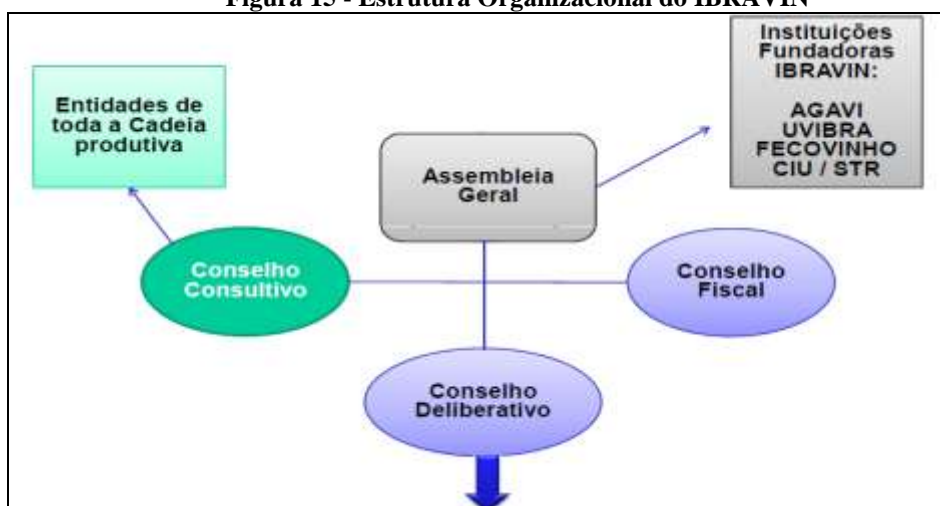 Figura 15 - Estrutura Organizacional do IBRAVIN
Instituições
Fundadoras
IBRAVIN:
AGAVI
UVIBRA
FECOVINHO
CIU / STR
Entidades de
toda a Cadeia
produtiva
Assembleia
Geral
Conselho
Consultivo
Conselho
Fiscal
Conselho
Deliberativo